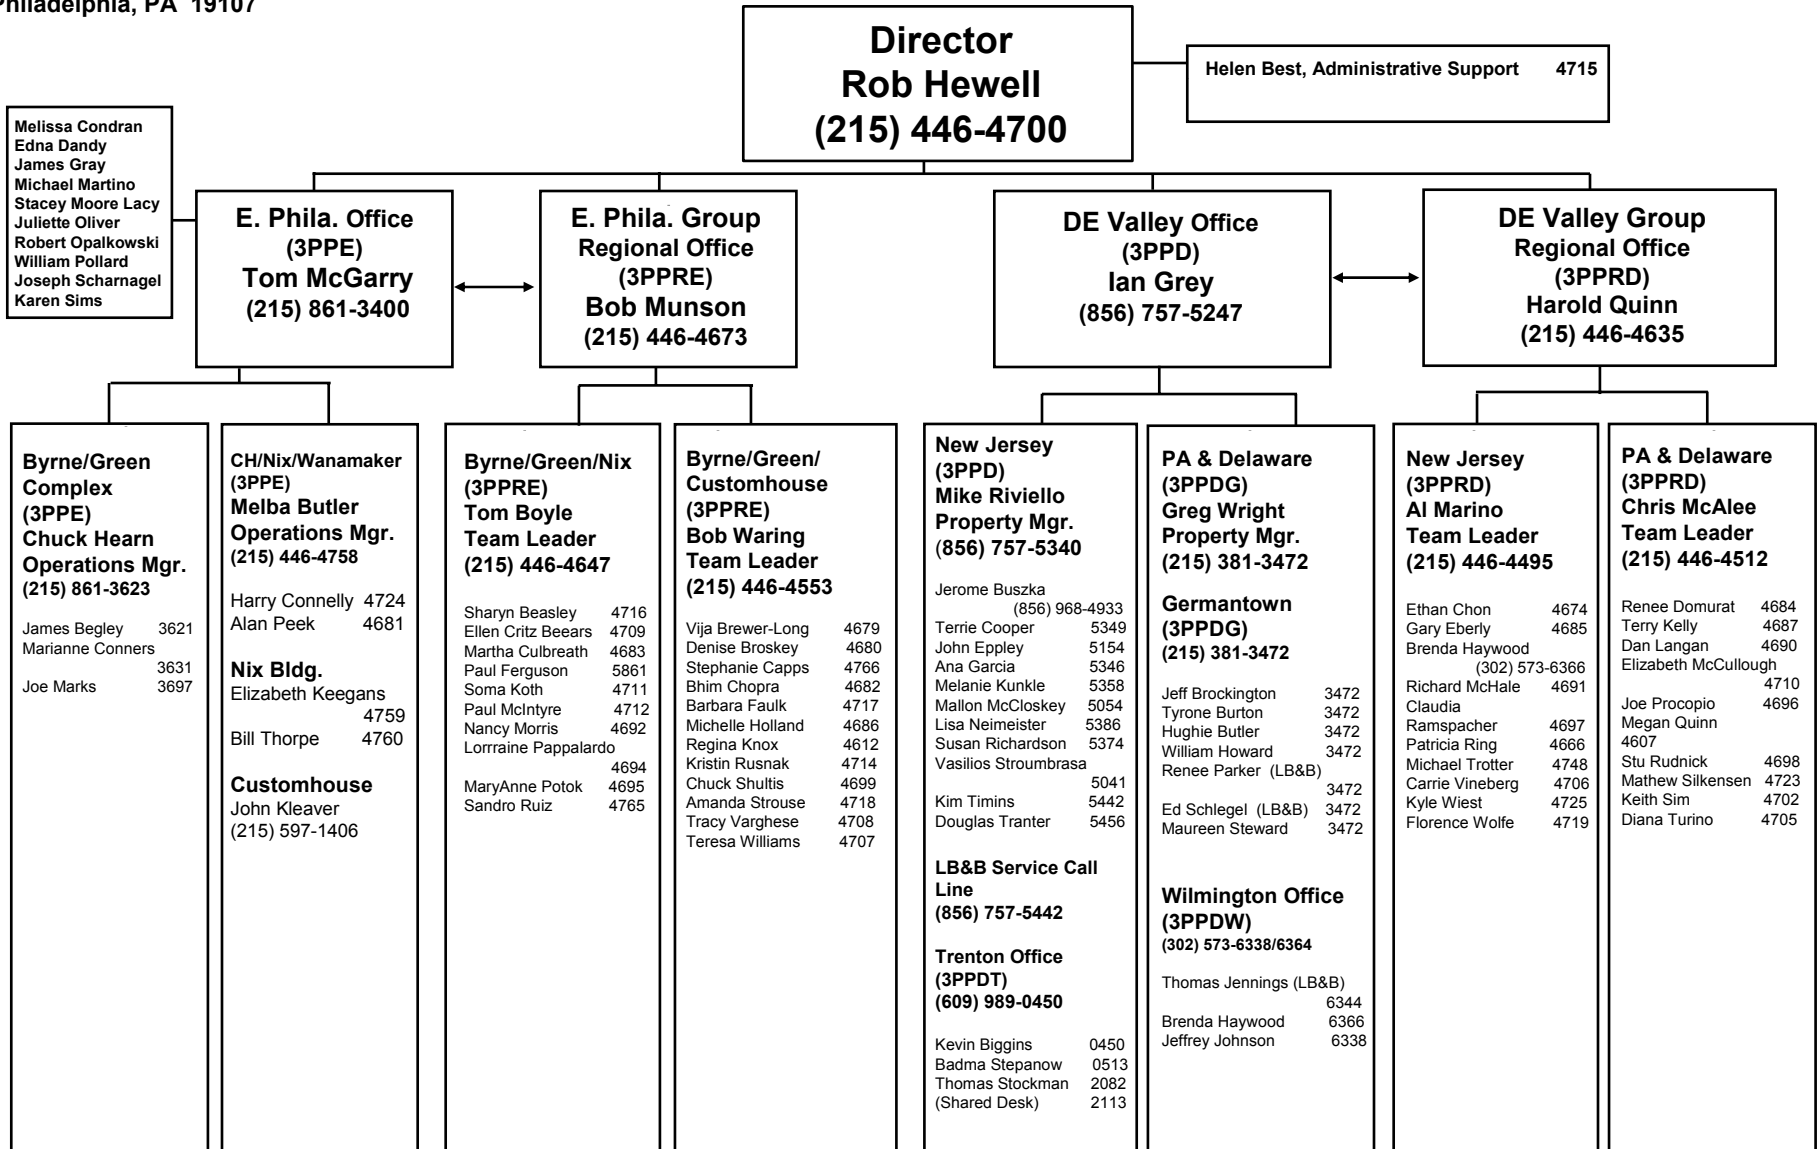 Philadelphia, PA 19107
Director
Rob Hewell
(215) 446-4700
Helen Best, Administrative Support 4715
Melissa Condran
Edna Dandy
James Gray
Michael Martino
Stacey Moore Lacy
Juliette Oliver
Robert Opalkowski
William Pollard
Joseph Scharnagel
Karen Sims
E. Phila. Office
(3PPE)
Tom McGarry
(215) 861-3400
E. Phila. Group
Regional Office
(3PPRE)
Bob Munson
(215) 446-4673
DE Valley Office
(3PPD)
Ian Grey
(856) 757-5247
DE Valley Group
Regional Office
(3PPRD)
Harold Quinn
(215) 446-4635
Byrne/Green
Complex
(3PPE)
Chuck Hearn
Operations Mgr.
(215) 861-3623
James Begley 3621
Marianne Conners
3631
Joe Marks 3697
CH/Nix/Wanamaker
(3PPE)
Melba Butler
Operations Mgr.
(215) 446-4758
Harry Connelly 4724
Alan Peek 4681
Nix Bldg.
Elizabeth Keegans
4759
Bill Thorpe 4760
Customhouse
John Kleaver
(215) 597-1406
Byrne/Green/Nix
(3PPRE)
Tom Boyle
Team Leader
(215) 446-4647
Sharyn Beasley 4716
Ellen Critz Beears 4709
Martha Culbreath 4683
Paul Ferguson 5861
Soma Koth 4711
Paul McIntyre 4712
Nancy Morris 4692
Lorrraine Pappalardo
4694
MaryAnne Potok 4695
Sandro Ruiz 4765
Byrne/Green/
Customhouse
(3PPRE)
Bob Waring
Team Leader
(215) 446-4553
Vija Brewer-Long 4679
Denise Broskey 4680
Stephanie Capps 4766
Bhim Chopra 4682
Barbara Faulk 4717
Michelle Holland 4686
Regina Knox 4612
Kristin Rusnak 4714
Chuck Shultis 4699
Amanda Strouse 4718
Tracy Varghese 4708
Teresa Williams 4707
New Jersey
(3PPD)
Mike Riviello
Property Mgr.
(856) 757-5340
Jerome Buszka
(856) 968-4933
Terrie Cooper 5349
John Eppley 5154
Ana Garcia 5346
Melanie Kunkle 5358
Mallon McCloskey 5054
Lisa Neimeister 5386
Susan Richardson 5374
Vasilios Stroumbrasa
5041
Kim Timins 5442
Douglas Tranter 5456
LB&B Service Call
Line
(856) 757-5442
Trenton Office
(3PPDT)
(609) 989-0450
Kevin Biggins 0450
Badma Stepanow 0513
Thomas Stockman 2082
(Shared Desk) 2113
PA & Delaware
(3PPDG)
Greg Wright
Property Mgr.
(215) 381-3472
Germantown
(3PPDG)
(215) 381-3472
Jeff Brockington 3472
Tyrone Burton 3472
Hughie Butler 3472
William Howard 3472
Renee Parker (LB&B)
3472
Ed Schlegel (LB&B) 3472
Maureen Steward 3472
Wilmington Office
(3PPDW)
(302) 573-6338/6364
Thomas Jennings (LB&B)
6344
Brenda Haywood 6366
Jeffrey Johnson 6338
New Jersey
(3PPRD)
Al Marino
Team Leader
(215) 446-4495
Ethan Chon 4674
Gary Eberly 4685
Brenda Haywood
(302) 573-6366
Richard McHale 4691
Claudia
Ramspacher 4697
Patricia Ring 4666
Michael Trotter 4748
Carrie Vineberg 4706
Kyle Wiest 4725
Florence Wolfe 4719
PA & Delaware
(3PPRD)
Chris McAlee
Team Leader
(215) 446-4512
Renee Domurat 4684
Terry Kelly 4687
Dan Langan 4690
Elizabeth McCullough
4710
Joe Procopio 4696
Megan Quinn
4607
Stu Rudnick 4698
Mathew Silkensen 4723
Keith Sim 4702
Diana Turino 4705